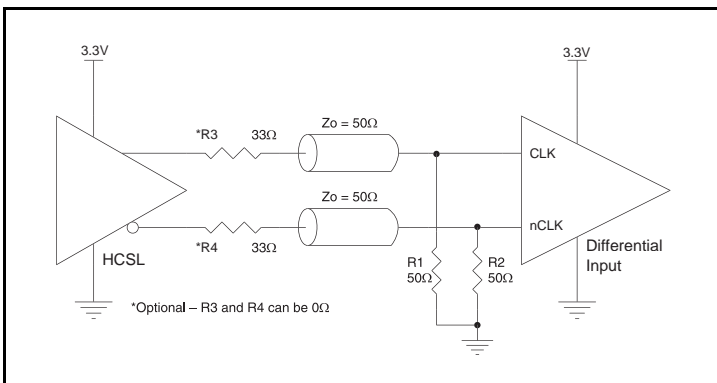 3.3V
3.3V
*R3 33Ω
Zo = 50Ω
CLK
Zo = 50Ω
nCLK
*R4 33Ω
HCSL
R1
50Ω
R2
50Ω
Differential
Input
*Optional – R3 and R4 can be 0Ω